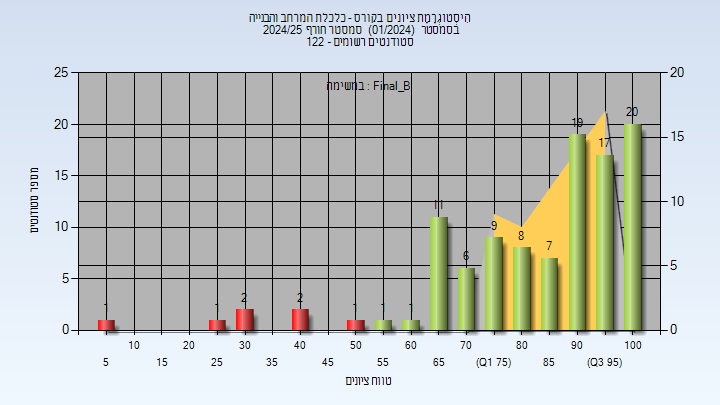 היסטוגרמת ציונים בקורס - כלכלת המרחב והבנייה
בסמסטר (01/2024) סמסטר חורף 2024/25
סטודנטים רשומים - 122
במשימה : Final_B
מספר סטודנטים
25 20 15 10 5 0
20 15 10 5 0
1 1 2 2 1 1 1 11 6 9 8 7 19 17 20
10 20 30 40 50 60 70 80 90 100
5 15 25 35 45 55 65 (Q1 75) 85 (Q3 95)
טווח ציונים